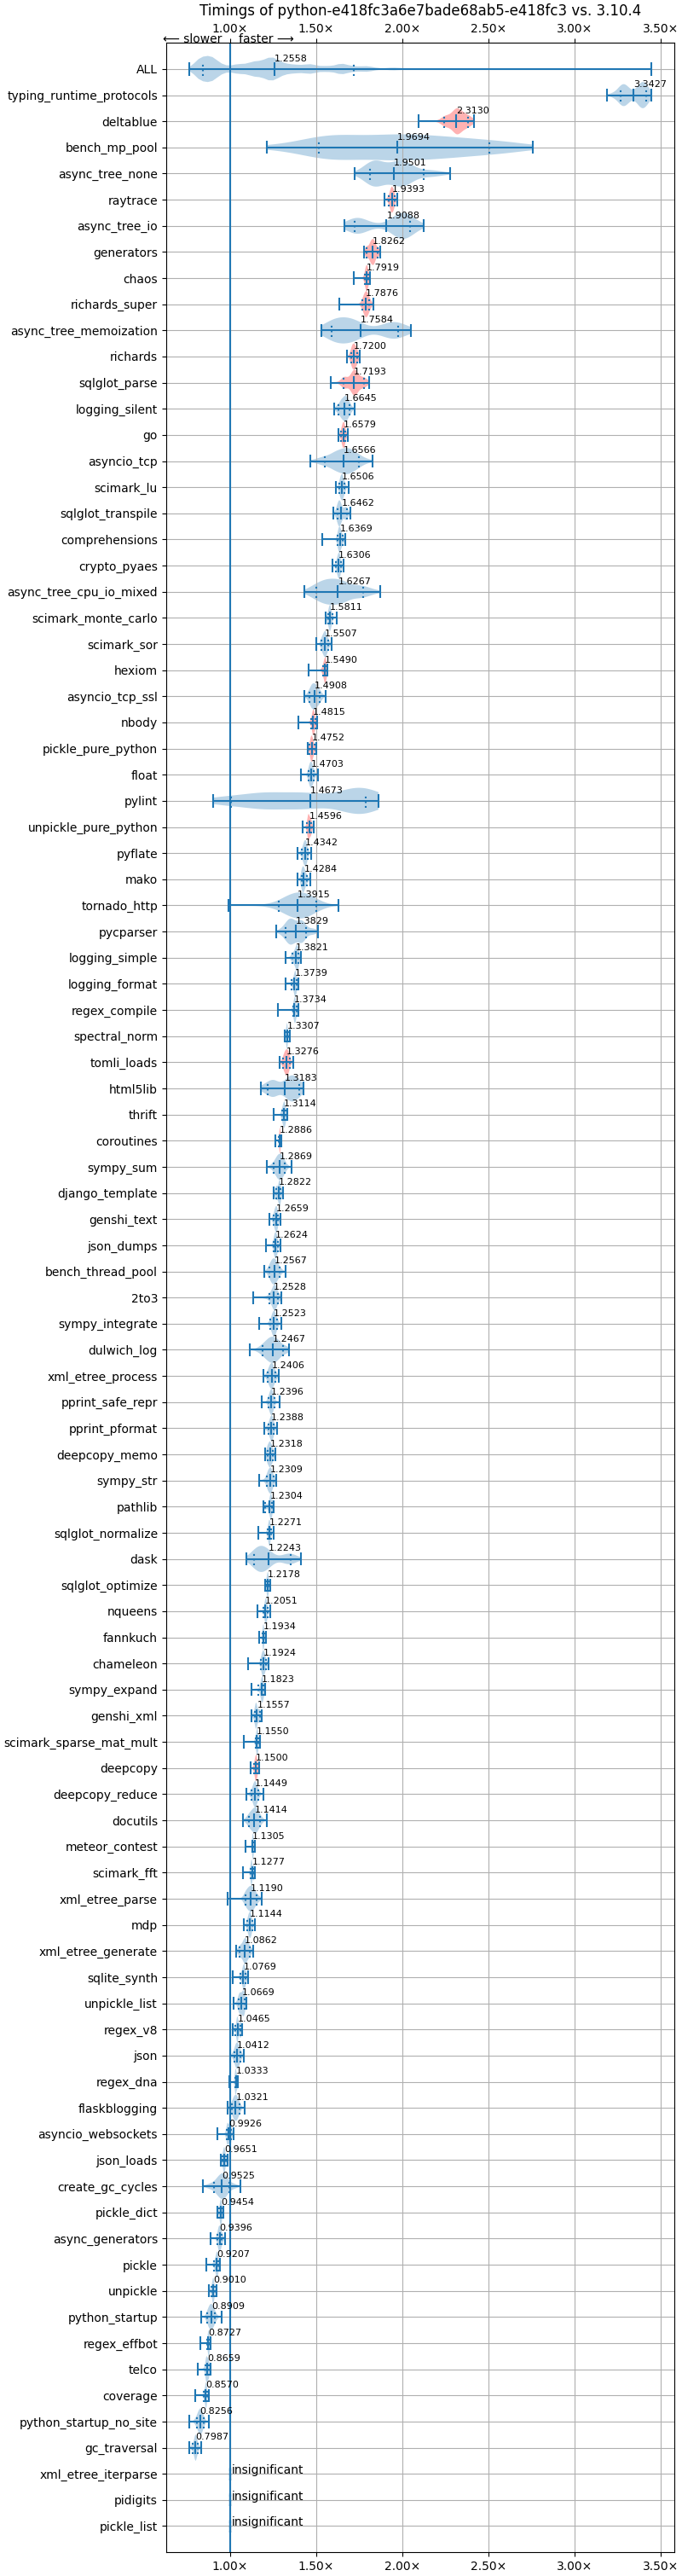 Timings of python-e418fc3a6e7bade68ab5-e418fc3 vs. 3.10.4
1.00× 1.50× 2.00× 2.50× 3.00× 3.50×
⟵ slower faster ⟶
ALL 1.2558
typing_runtime_protocols 3.3427
deltablue 2.3130
bench_mp_pool 1.9694
async_tree_none 1.9501
raytrace 1.9393
async_tree_io 1.9088
generators 1.8262
chaos 1.7919
richards_super 1.7876
async_tree_memoization 1.7584
richards 1.7200
sqlglot_parse 1.7193
logging_silent 1.6645
go 1.6579
asyncio_tcp 1.6566
scimark_lu 1.6506
sqlglot_transpile 1.6462
comprehensions 1.6369
crypto_pyaes 1.6306
async_tree_cpu_io_mixed 1.6267
scimark_monte_carlo 1.5811
scimark_sor 1.5507
hexiom 1.5490
asyncio_tcp_ssl 1.4908
nbody 1.4815
pickle_pure_python 1.4752
float 1.4703
pylint 1.4673
unpickle_pure_python 1.4596
pyflate 1.4342
mako 1.4284
tornado_http 1.3915
pycparser 1.3829
logging_simple 1.3821
logging_format 1.3739
regex_compile 1.3734
spectral_norm 1.3307
tomli_loads 1.3276
html5lib 1.3183
thrift 1.3114
coroutines 1.2886
sympy_sum 1.2869
django_template 1.2822
genshi_text 1.2659
json_dumps 1.2624
bench_thread_pool 1.2567
2to3 1.2528
sympy_integrate 1.2523
dulwich_log 1.2467
xml_etree_process 1.2406
pprint_safe_repr 1.2396
pprint_pformat 1.2388
deepcopy_memo 1.2318
sympy_str 1.2309
pathlib 1.2304
sqlglot_normalize 1.2271
dask 1.2243
sqlglot_optimize 1.2178
nqueens 1.2051
fannkuch 1.1934
chameleon 1.1924
sympy_expand 1.1823
genshi_xml 1.1557
scimark_sparse_mat_mult 1.1550
deepcopy 1.1500
deepcopy_reduce 1.1449
docutils 1.1414
meteor_contest 1.1305
scimark_fft 1.1277
xml_etree_parse 1.1190
mdp 1.1144
xml_etree_generate 1.0862
sqlite_synth 1.0769
unpickle_list 1.0669
regex_v8 1.0465
json 1.0412
regex_dna 1.0333
flaskblogging 1.0321
asyncio_websockets 0.9926
json_loads 0.9651
create_gc_cycles 0.9525
pickle_dict 0.9454
async_generators 0.9396
pickle 0.9207
unpickle 0.9010
python_startup 0.8909
regex_effbot 0.8727
telco 0.8659
coverage 0.8570
python_startup_no_site 0.8256
gc_traversal 0.7987
xml_etree_iterparse insignificant
pidigits insignificant
pickle_list insignificant
1.00× 1.50× 2.00× 2.50× 3.00× 3.50×